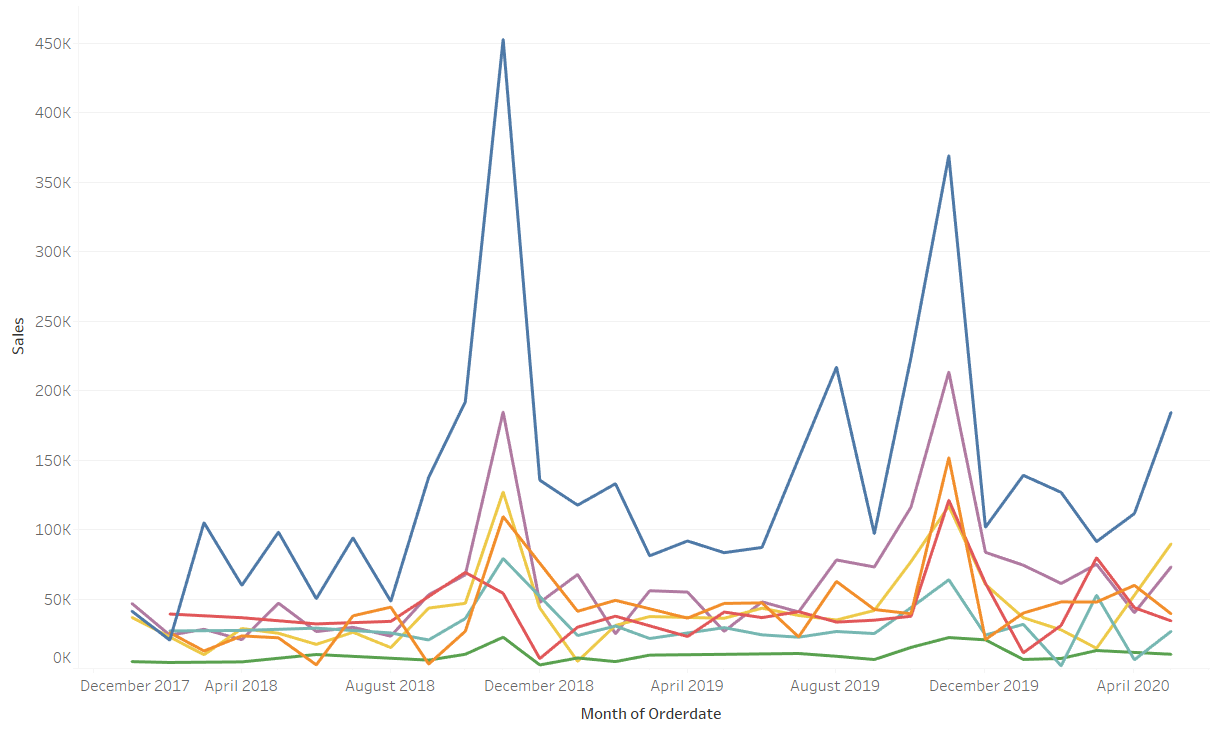 450K
400K
350K
300K
250K
200K
150K
100K
50K
0K
Sales
December 2017 April 2018 August 2018 December 2018 April 2019 August 2019 December 2019 April 2020
Month of Orderdate